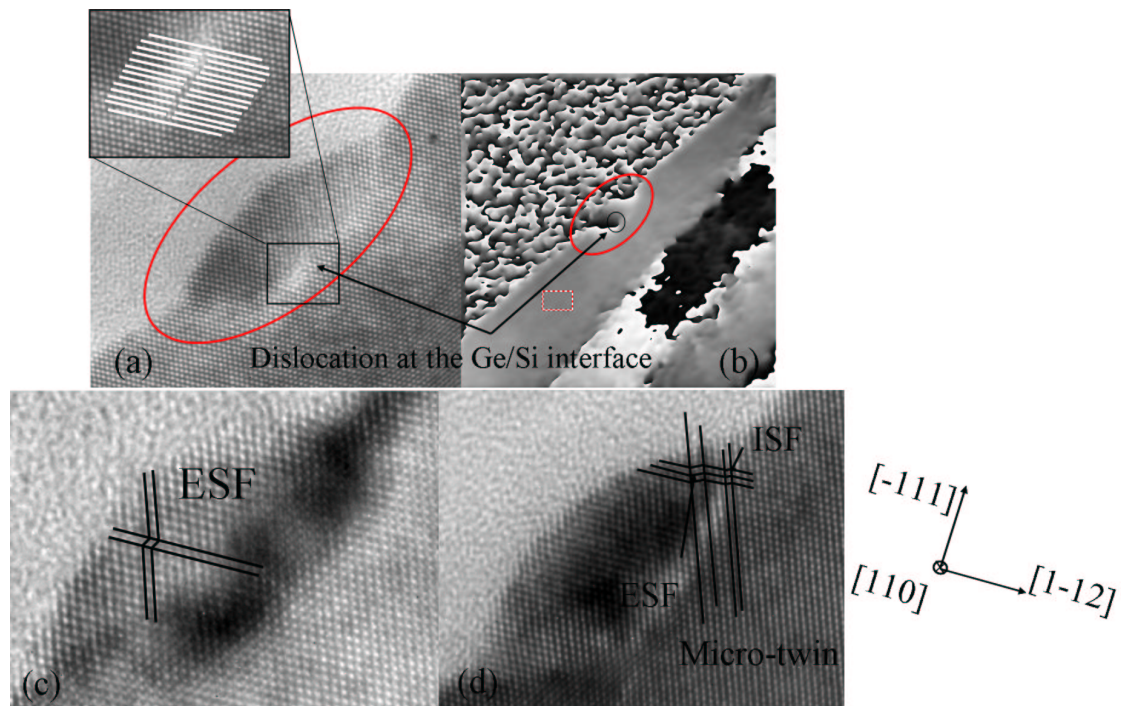 (a)
Dislocation at the Ge/Si interface
(b)
ESF
(c)
ISF
ESF
Micro-twin
(d)
[-111]
[110]
[1-12]